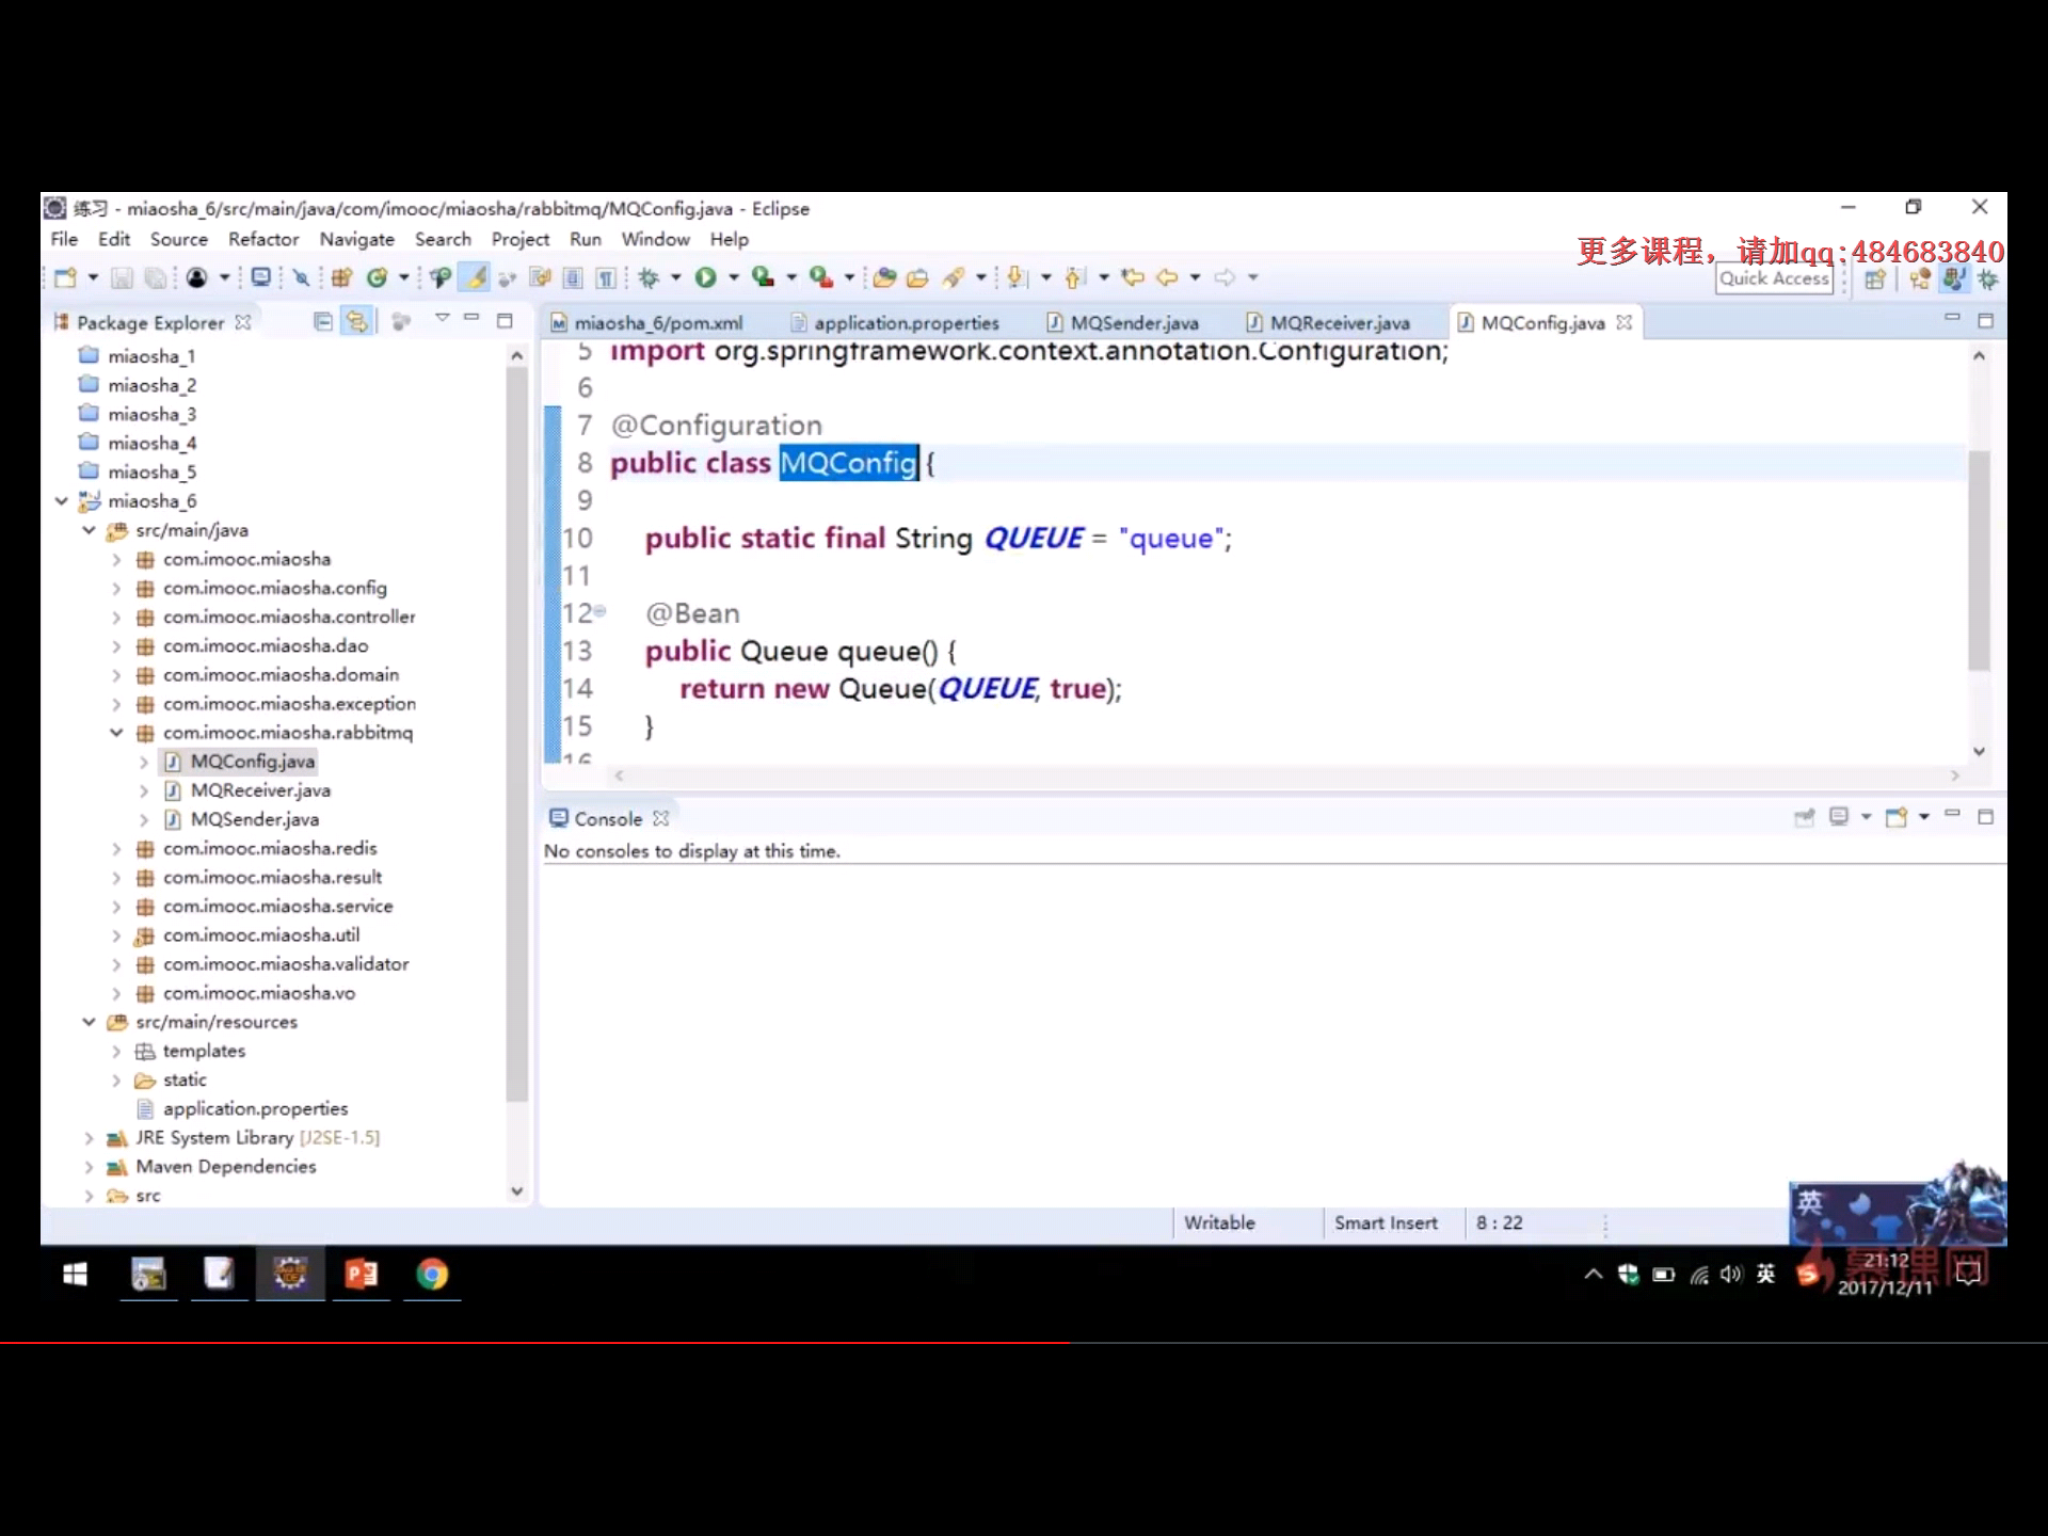 练习 - miaosha_6/src/main/java/com/imooc/miaosha/rabbitmq/MQConfig.java - Eclipse
File Edit Source Refactor Navigate Search Project Run Window Help
更多课程，请加qq:484683840
Quick Access
Package Explorer
miaosha_1
miaosha_2
miaosha_3
miaosha_4
miaosha_5
miaosha_6
src/main/java
com.imooc.miaosha
com.imooc.miaosha.config
com.imooc.miaosha.controller
com.imooc.miaosha.dao
com.imooc.miaosha.domain
com.imooc.miaosha.exception
com.imooc.miaosha.rabbitmq
MQConfig.java
MQReceiver.java
MQSender.java
com.imooc.miaosha.redis
com.imooc.miaosha.result
com.imooc.miaosha.service
com.imooc.miaosha.util
com.imooc.miaosha.validator
com.imooc.miaosha.vo
src/main/resources
templates
static
application.properties
JRE System Library [J2SE-1.5]
Maven Dependencies
src
miaosha_6/pom.xml application.properties MQSender.java MQReceiver.java MQConfig.java
5 import org.springframework.context.annotation.Configuration;
6
7 @Configuration
8 public class MQConfig {
9
10 public static final String QUEUE = "queue";
11
12 @Bean
13 public Queue queue() {
14 return new Queue(QUEUE, true);
15 }
16
Console
No consoles to display at this time.
Writable Smart Insert 8 : 22
英
英
慕课网
21:12
2017/12/11